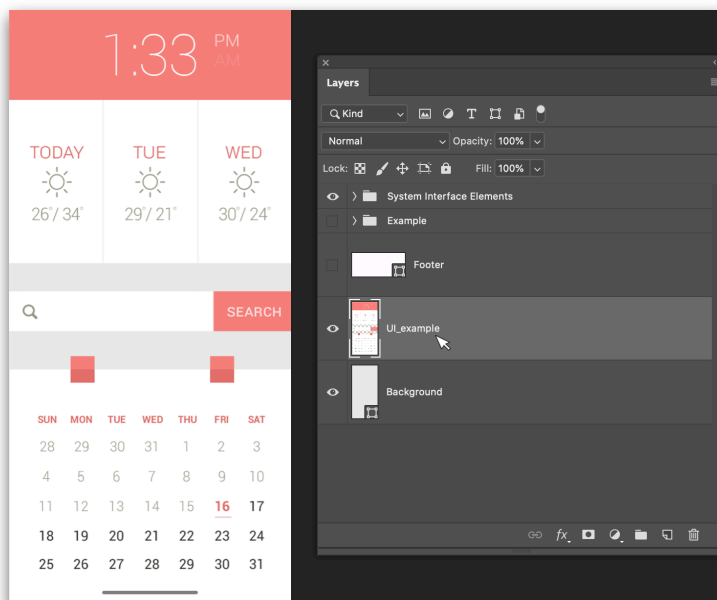 1:33 PM
AM
TODAY TUE WED
26°/ 34° 29°/ 21° 30°/ 24°
SEARCH
SUN MON TUE WED THU FRI SAT
28 29 30 31 1 2 3
4 5 6 7 8 9 10
11 12 13 14 15 16 17
18 19 20 21 22 23 24
25 26 27 28 29 30 31
Layers
Kind T
Normal Opacity: 100%
Lock: Fill: 100%
System Interface Elements
Example
Footer
UI_example
Background
fx